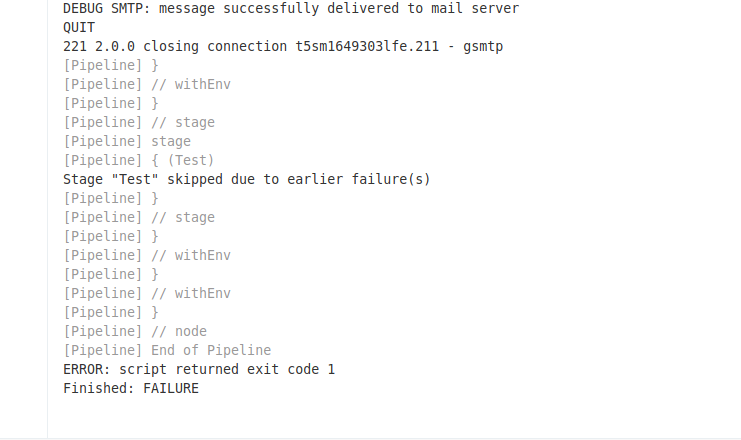 DEBUG SMTP: message successfully delivered to mail server
QUIT
221 2.0.0 closing connection t5sm1649303lfe.211 - gsmtp
[Pipeline] }
[Pipeline] // withEnv
[Pipeline] }
[Pipeline] // stage
[Pipeline] stage
[Pipeline] { (Test)
Stage "Test" skipped due to earlier failure(s)
[Pipeline] }
[Pipeline] // stage
[Pipeline] }
[Pipeline] // withEnv
[Pipeline] }
[Pipeline] // withEnv
[Pipeline] }
[Pipeline] // node
[Pipeline] End of Pipeline
ERROR: script returned exit code 1
Finished: FAILURE